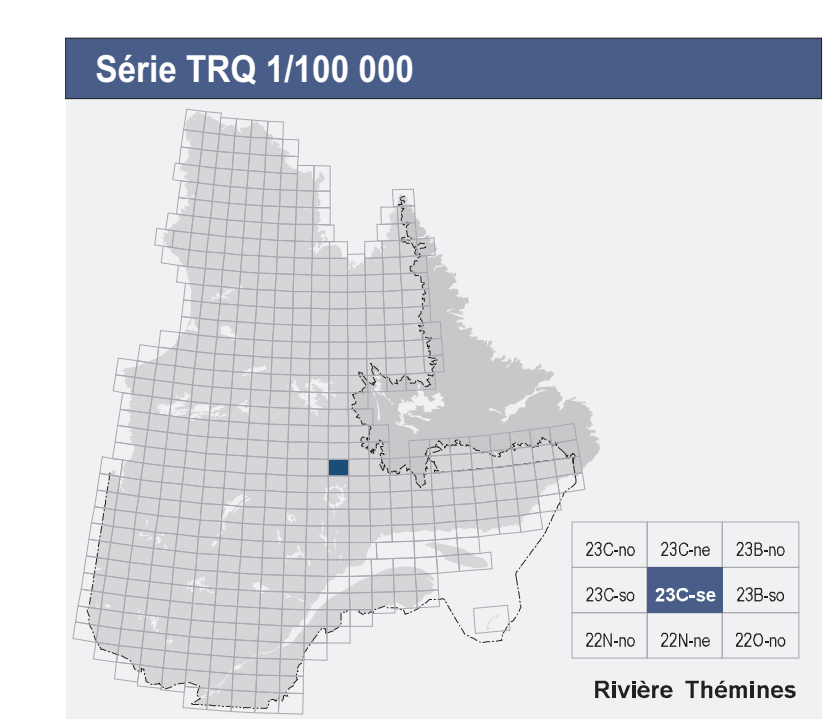 Série TRQ 1/100 000
23C-no 23C-ne 23B-no
23C-so 23C-se 23B-so
22N-no 22N-ne 22O-no
Rivière Thémines